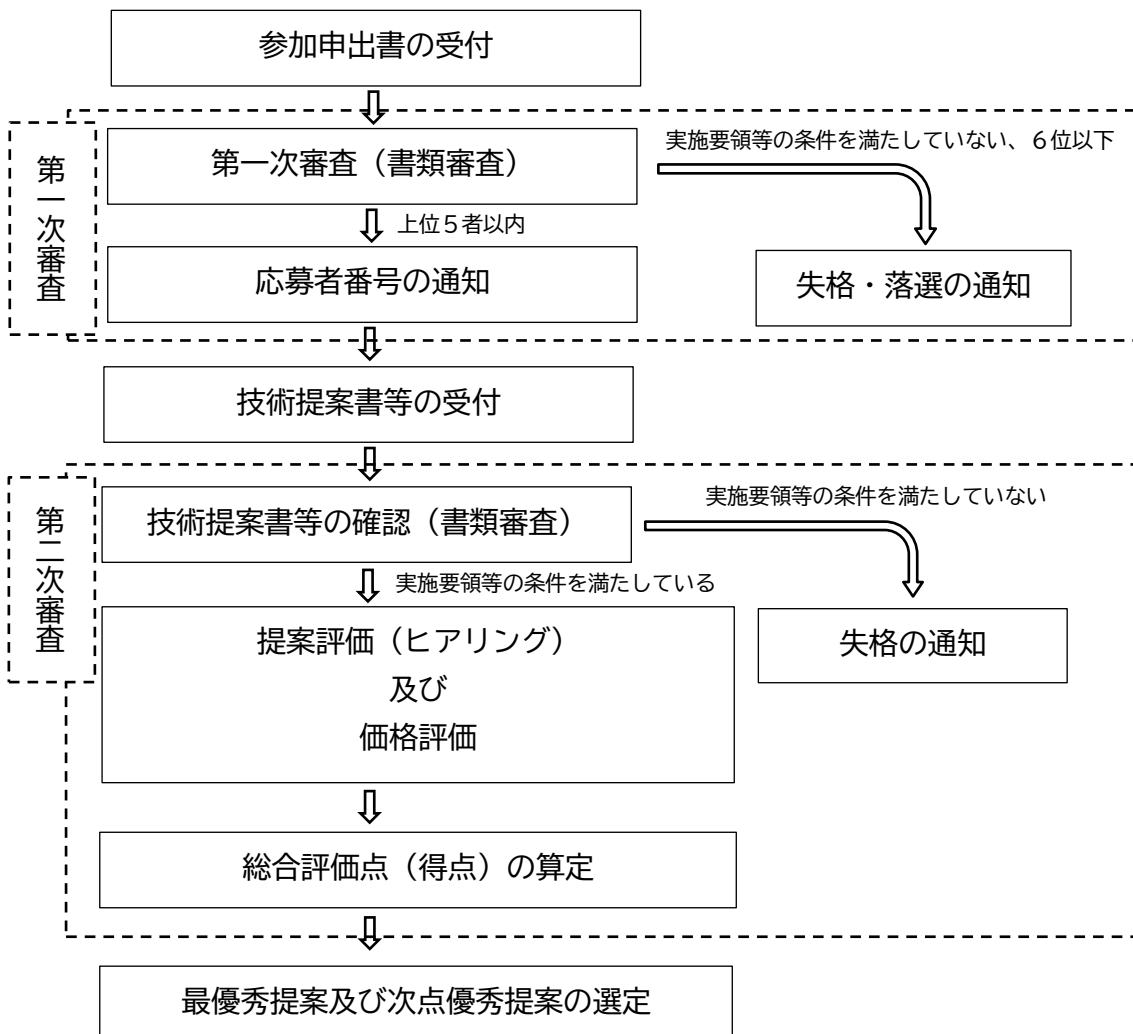 参加申出書の受付
第一次審査
第一次審査（書類審査）
実施要領等の条件を満たしていない、６位以下
上位５者以内
応募者番号の通知
失格・落選の通知
技術提案書等の受付
第二次審査
技術提案書等の確認（書類審査）
実施要領等の条件を満たしていない
実施要領等の条件を満たしている
提案評価（ヒアリング）
及び
価格評価
失格の通知
総合評価点（得点）の算定
最優秀提案及び次点優秀提案の選定